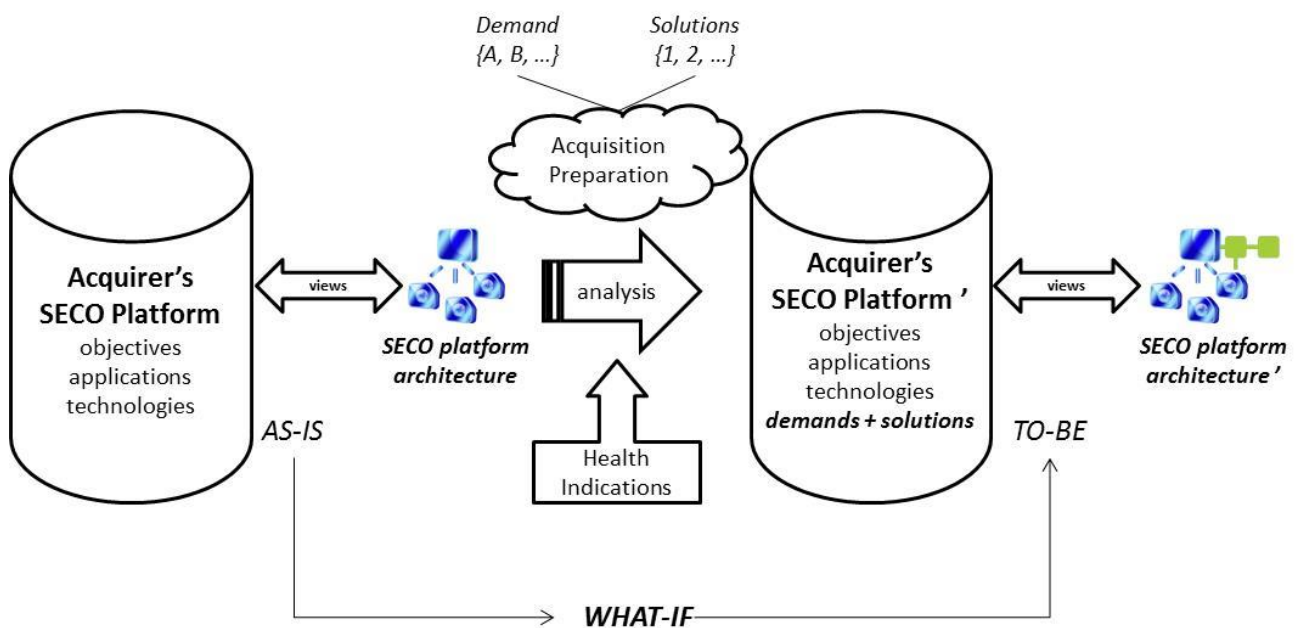 Demand
{A, B, ...}
Solutions
{1, 2, ...}
Acquisition
Preparation
Acquirer's
SECO Platform
objectives
applications
technologies
views
SECO platform
architecture
analysis
Health
Indications
Acquirer's
SECO Platform '
objectives
applications
technologies
demands + solutions
views
SECO platform
architecture '
AS-IS
TO-BE
WHAT-IF